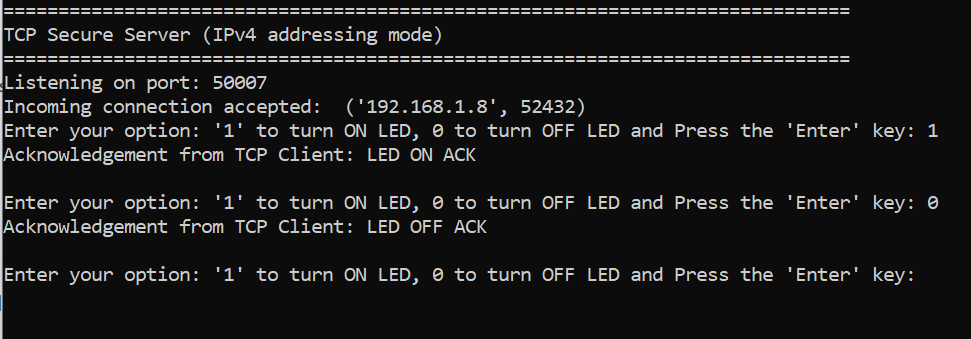 ================================================================================
TCP Secure Server (IPv4 addressing mode)
================================================================================
Listening on port: 50007
Incoming connection accepted:  ('192.168.1.8', 52432)
Enter your option: '1' to turn ON LED, 0 to turn OFF LED and Press the 'Enter' key: 1
Acknowledgement from TCP Client: LED ON ACK
Enter your option: '1' to turn ON LED, 0 to turn OFF LED and Press the 'Enter' key: 0
Acknowledgement from TCP Client: LED OFF ACK
Enter your option: '1' to turn ON LED, 0 to turn OFF LED and Press the 'Enter' key: